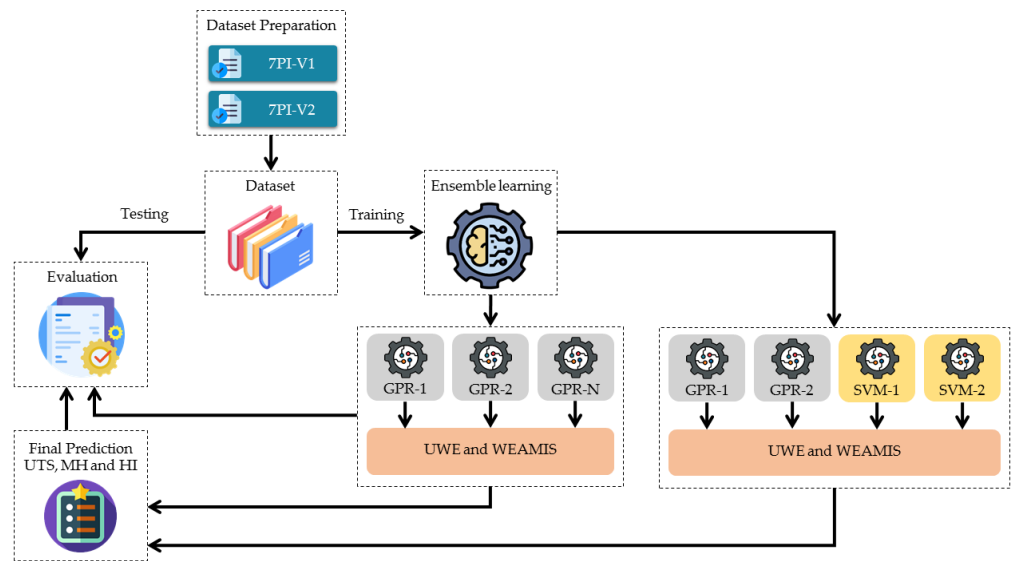 Dataset Preparation
7PI-V1
7PI-V2
Dataset
Ensemble learning
Testing
Training
Evaluation
GPR-1
GPR-2
GPR-N
GPR-1
GPR-2
SVM-1
SVM-2
UWE and WEAMIS
UWE and WEAMIS
Final Prediction
UTS, MH and HI